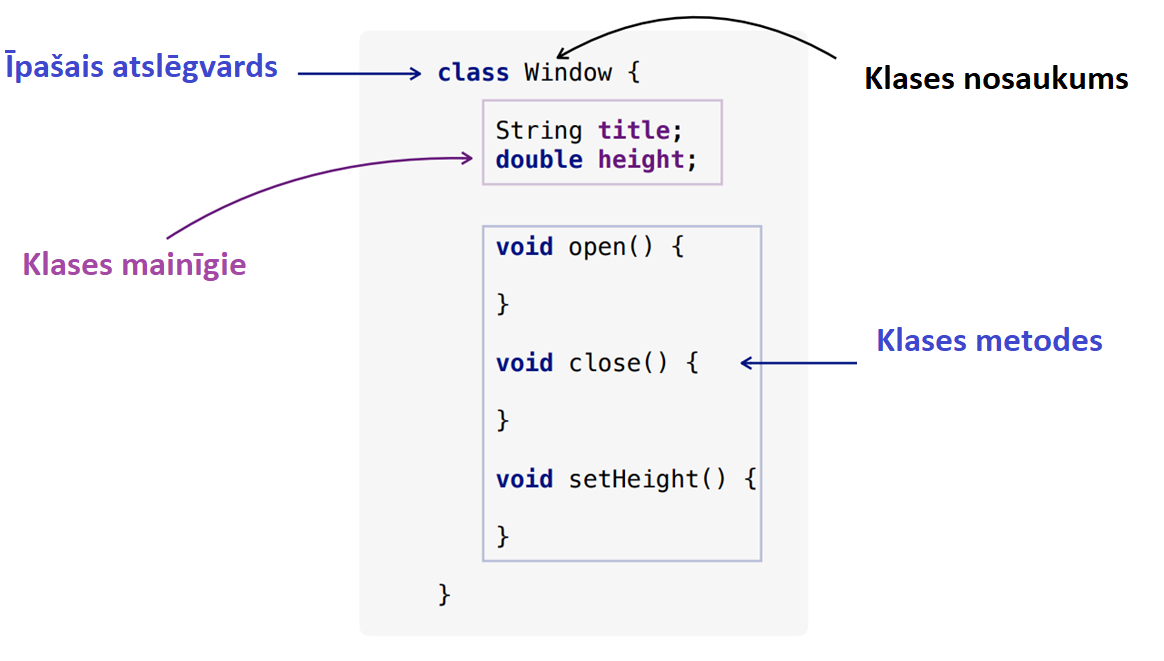 Īpašais atslēgvārds
class Window {
Klases nosaukums
String title;
double height;
Klases mainīgie
void open() {
}
Klases metodes
void close() {
}
void setHeight() {
}
}